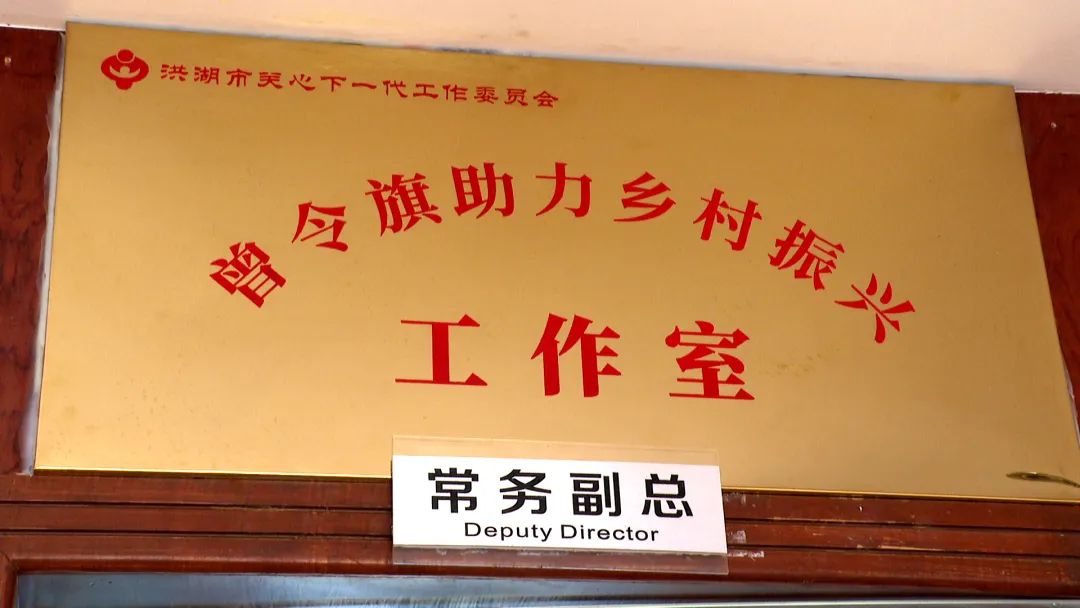 洪湖市关心下一代工作委员会
曾令旗助力乡村振兴
工作室
常务副总
Deputy Director